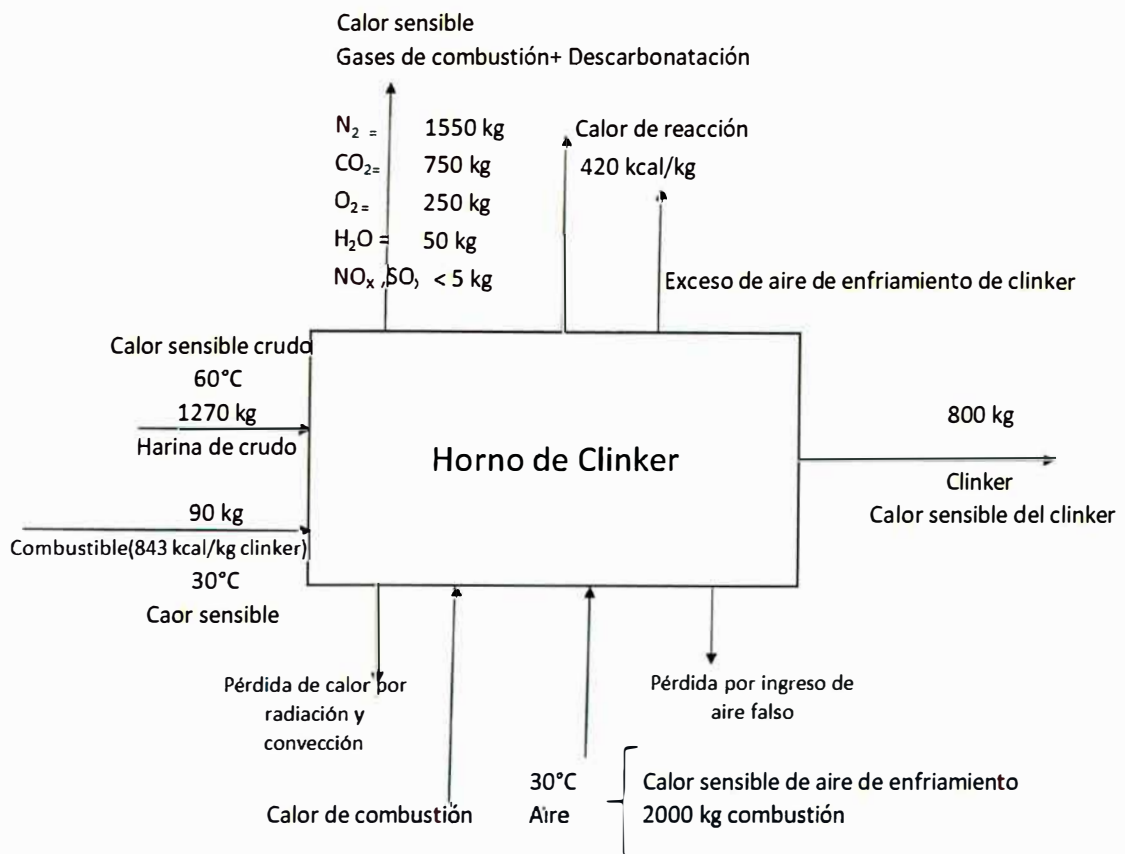 Calor sensible
Gases de combustión+ Descarbonatación
N₂ = 1550 kg
CO₂= 750 kg
O₂= 250 kg
H₂O = 50 kg
NOₓ ,SO, < 5 kg
Calor de reacción
420 kcal/kg
Exceso de aire de enfriamiento de clinker
Calor sensible crudo
60°C
1270 kg
Harina de crudo
Horno de Clinker
800 kg
Clinker
Calor sensible del clinker
90 kg
Combustible(843 kcal/kg clinker)
30°C
Caor sensible
Pérdida de calor por
radiación y
convección
Pérdida por ingreso de
aire falso
Calor de combustión
30°C
Aire
Calor sensible de aire de enfriamiento
2000 kg combustión